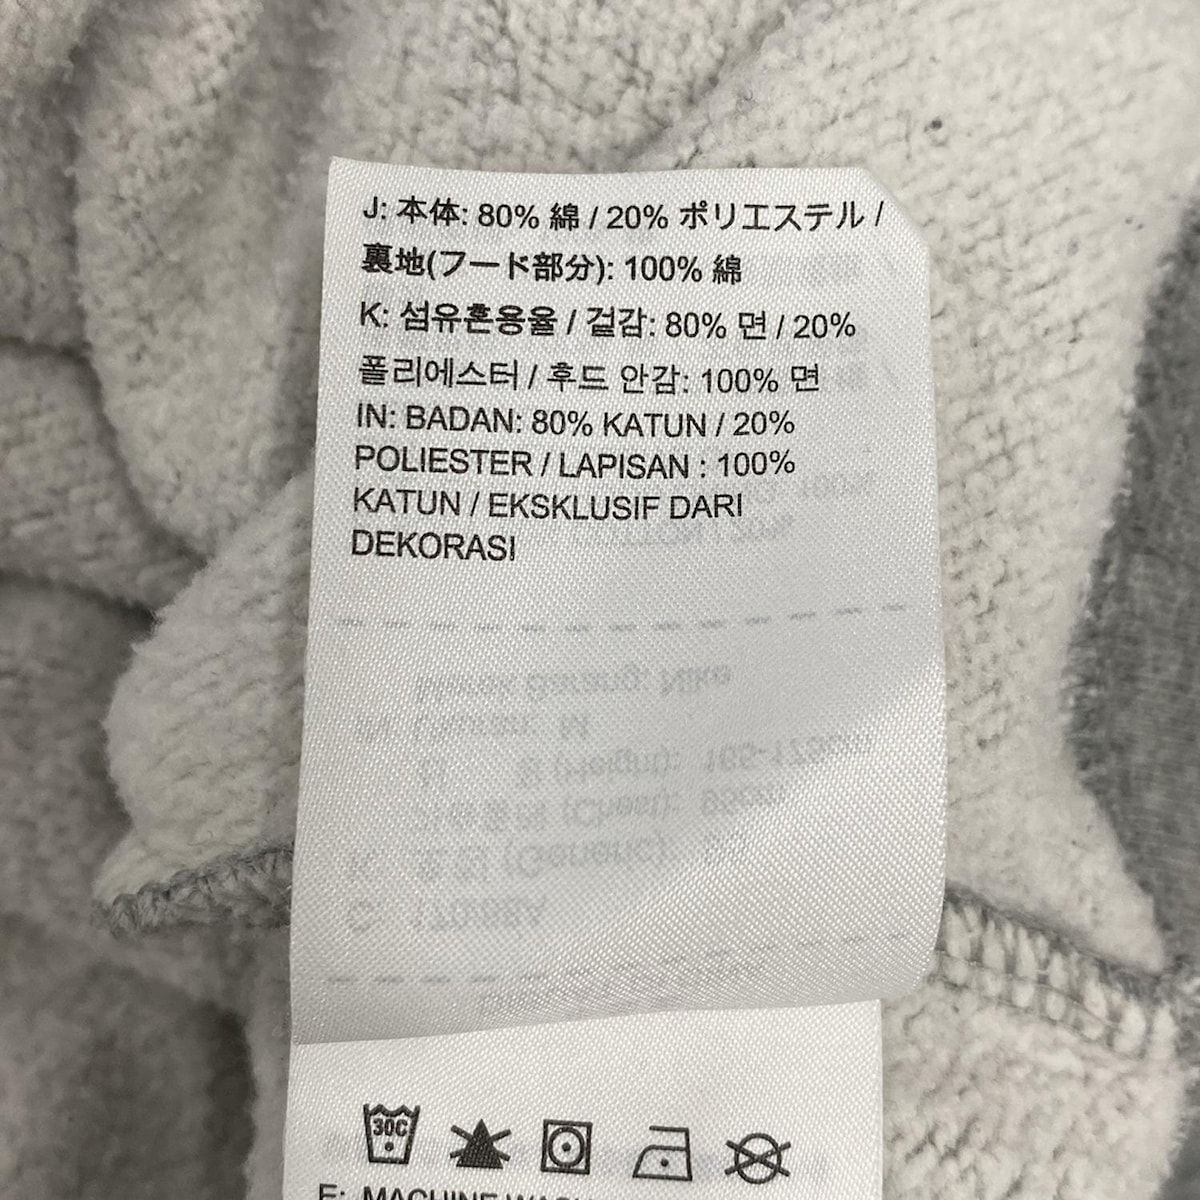 J: 本体: 80% 綿 / 20% ポリエステル /
裏地(フード部分): 100% 綿
K: 섬유혼용율 / 겉감: 80% 면 / 20%
폴리에스터 / 후드 안감: 100% 면
IN: BADAN: 80% KATUN / 20%
POLIESTER / LAPISAN : 100%
KATUN / EKSKLUSIF DARI
DEKORASI
30C
E: MACHINE WASH